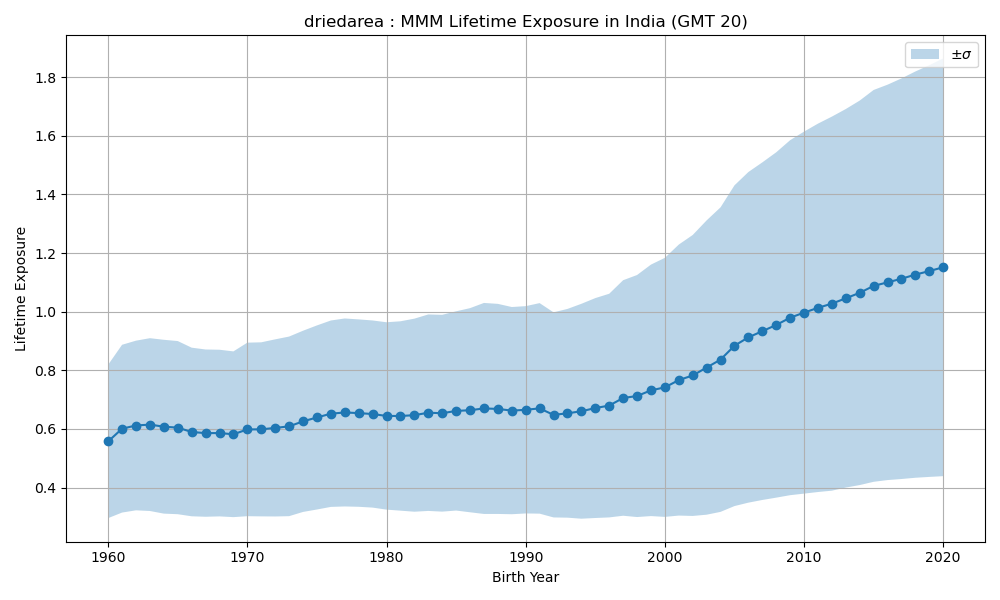 driedarea : MMM Lifetime Exposure in India (GMT 20)
±σ
Lifetime Exposure
1.8
1.6
1.4
1.2
1.0
0.8
0.6
0.4
1960 1970 1980 1990 2000 2010 2020
Birth Year